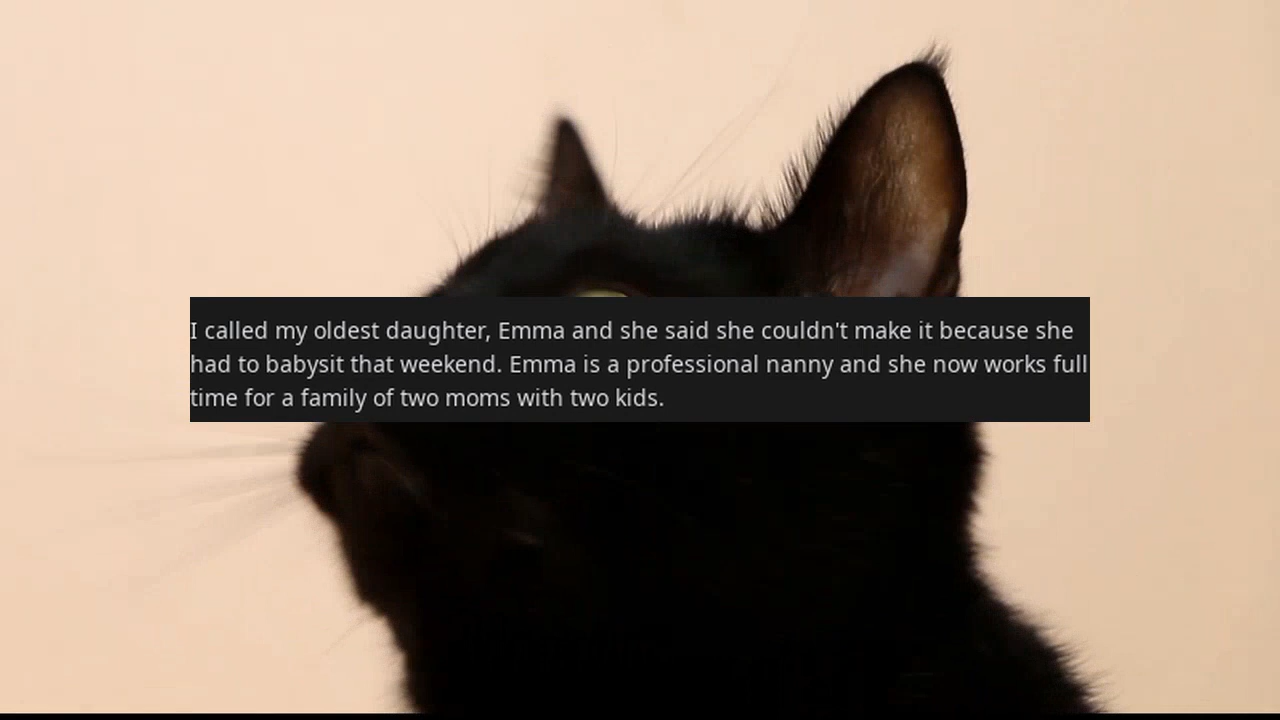 I called my oldest daughter, Emma and she said she couldn't make it because she
had to babysit that weekend. Emma is a professional nanny and she now works full
time for a family of two moms with two kids.